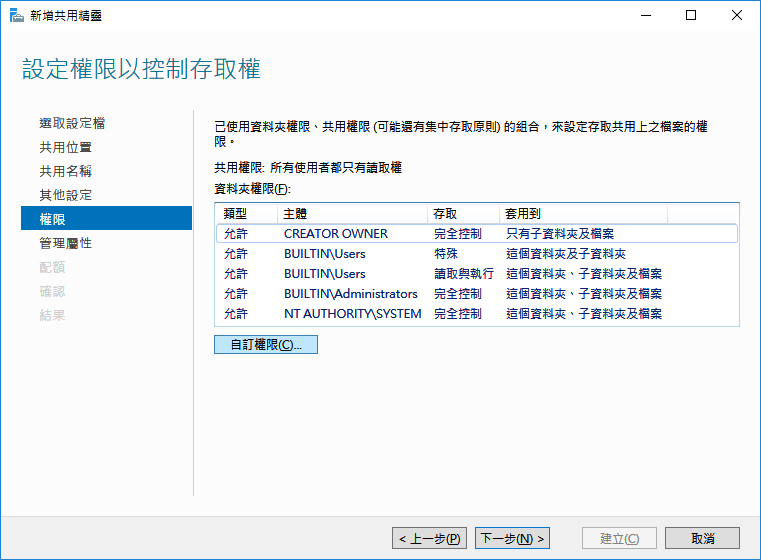 新增共用精靈
設定權限以控制存取權
選取設定檔
共用位置
共用名稱
其他設定
權限
管理屬性
配額
確認
結果
已使用資料夾權限、共用權限 (可能還有集中存取原則) 的組合，來設定存取共用上之檔案的權
限。
共用權限: 所有使用者都只有讀取權
資料夾權限(F):
類型 主體 存取 套用到
允許 CREATOR OWNER 完全控制 只有子資料夾及檔案
允許 BUILTIN\Users 特殊 這個資料夾及子資料夾
允許 BUILTIN\Users 讀取與執行 這個資料夾、子資料夾及檔案
允許 BUILTIN\Administrators 完全控制 這個資料夾、子資料夾及檔案
允許 NT AUTHORITY\SYSTEM 完全控制 這個資料夾、子資料夾及檔案
自訂權限(C)...
< 上一步(P) 下一步(N) > 建立(C) 取消